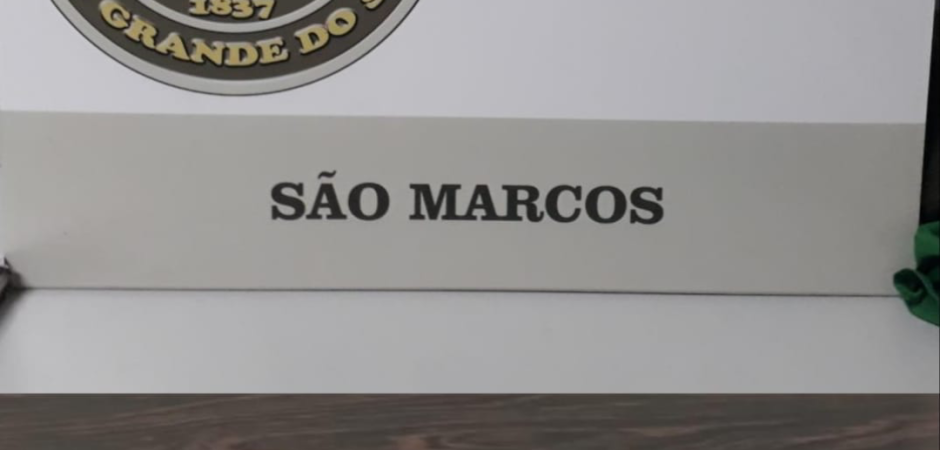 1837
GRANDE DO S
SÃO MARCOS